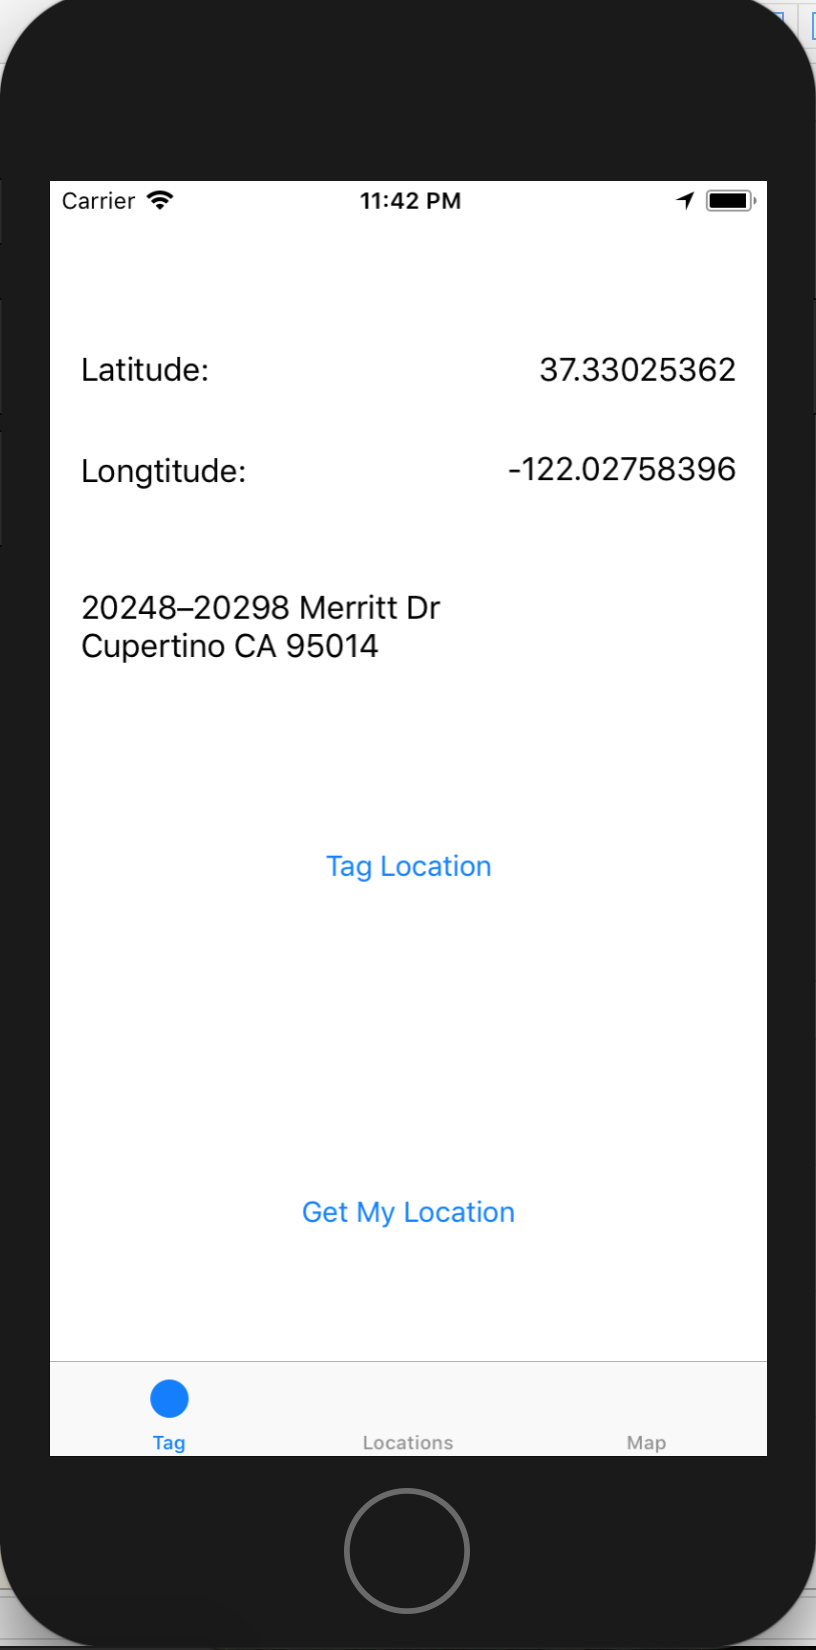 Carrier 11:42 PM
Latitude: 37.33025362
Longtitude: -122.02758396
20248–20298 Merritt Dr
Cupertino CA 95014
Tag Location
Get My Location
Tag Locations Map